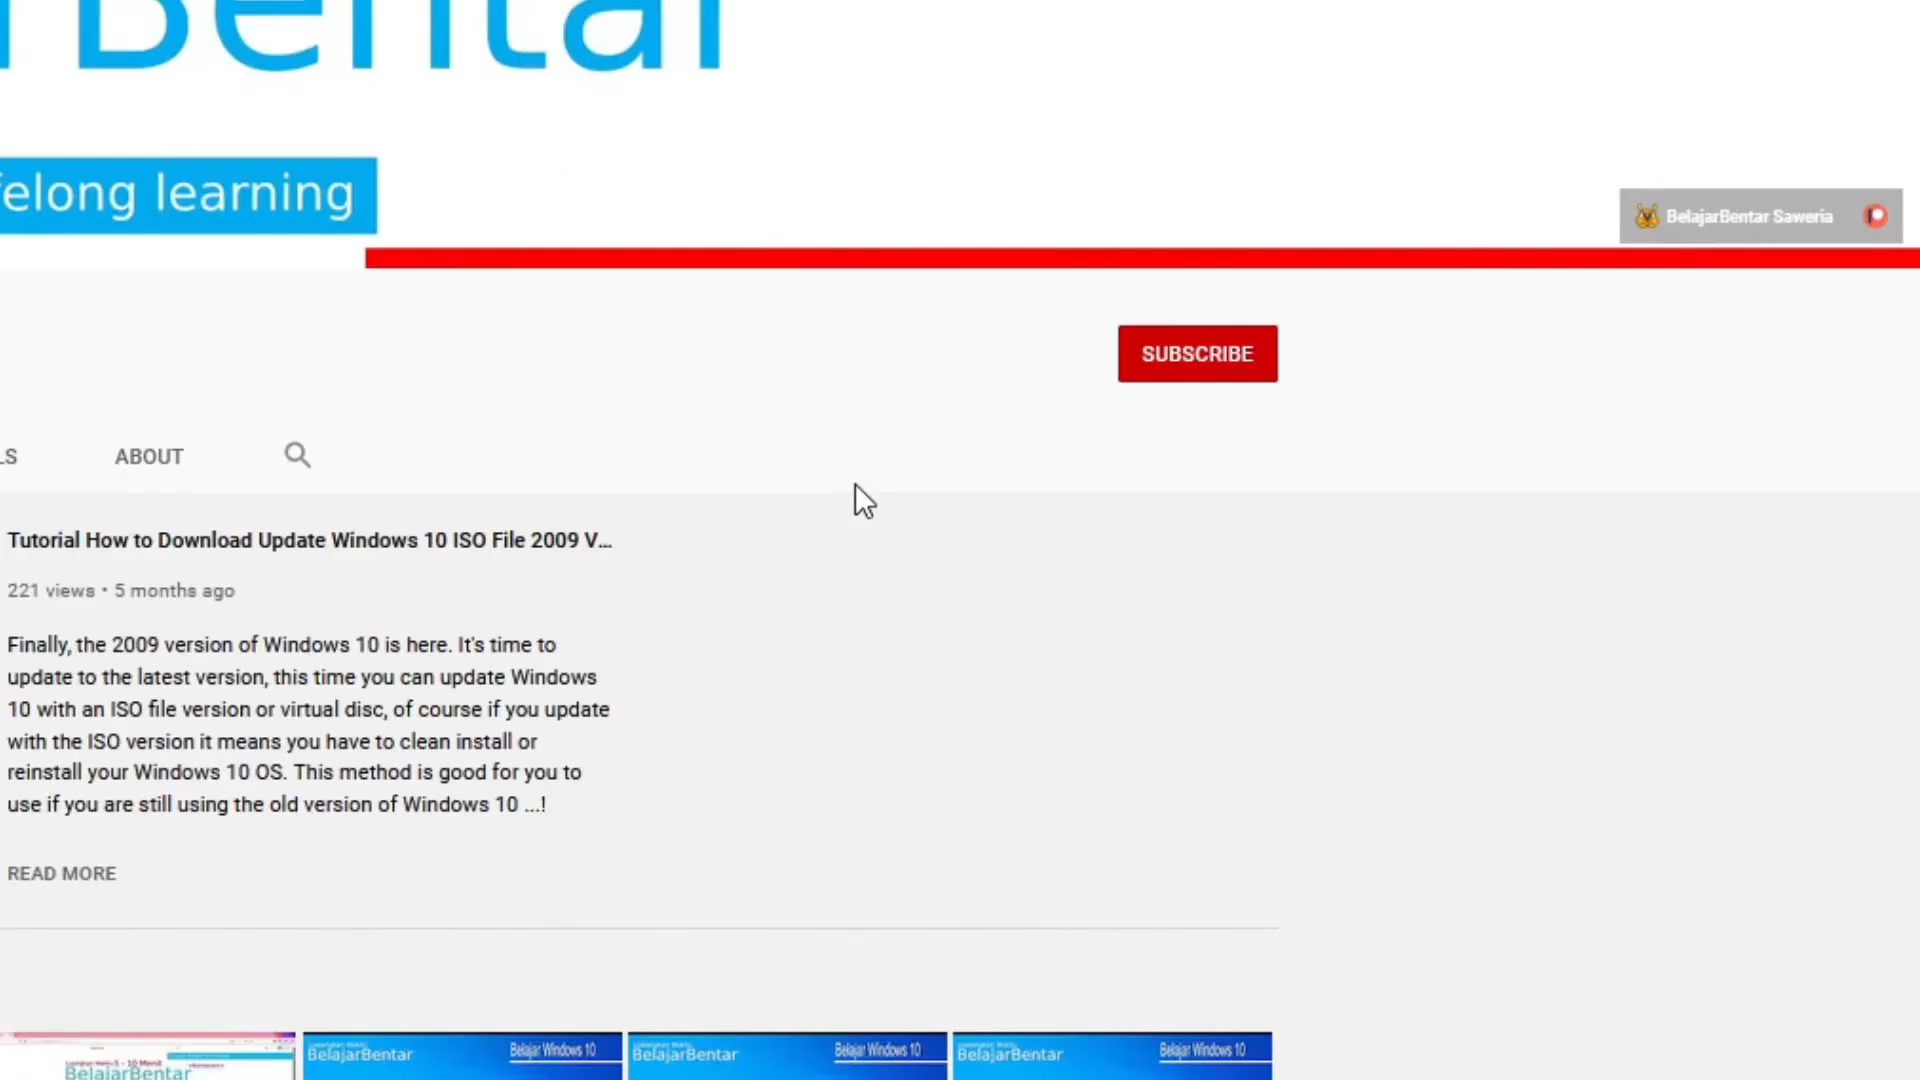 rBentar
felong learning
BelajarBentar Saweria
SUBSCRIBE
LS
ABOUT
Tutorial How to Download Update Windows 10 ISO File 2009 V...
221 views • 5 months ago
Finally, the 2009 version of Windows 10 is here. It's time to
update to the latest version, this time you can update Windows
10 with an ISO file version or virtual disc, of course if you update
with the ISO version it means you have to clean install or
reinstall your Windows 10 OS. This method is good for you to
use if you are still using the old version of Windows 10 ...!
READ MORE
BelajarBentar
BelajarBentar
Belajar Windows 10
BelajarBentar
Belajar Windows 10
BelajarBentar
Belajar Windows 10